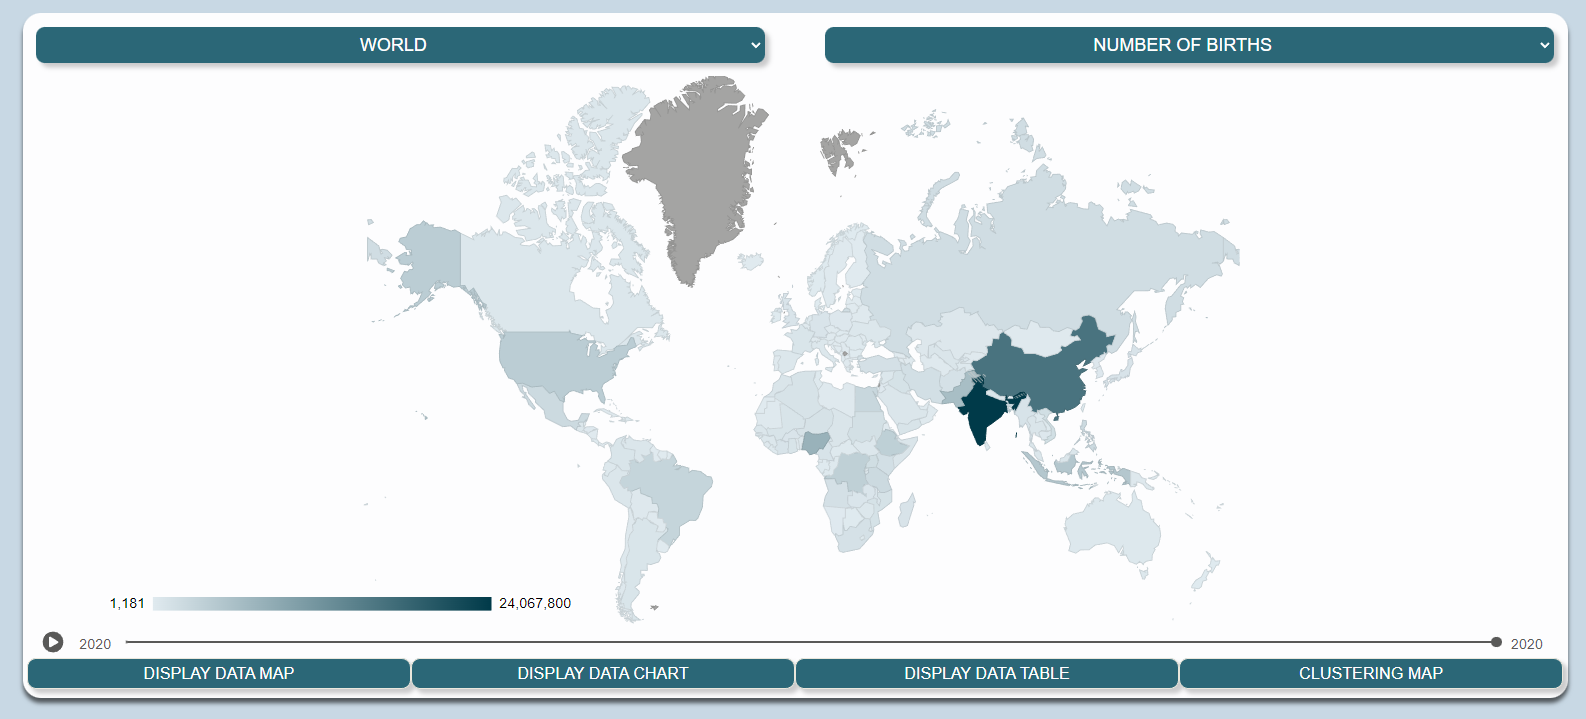 WORLD
NUMBER OF BIRTHS
1,181
24,067,800
2020
2020
DISPLAY DATA MAP
DISPLAY DATA CHART
DISPLAY DATA TABLE
CLUSTERING MAP